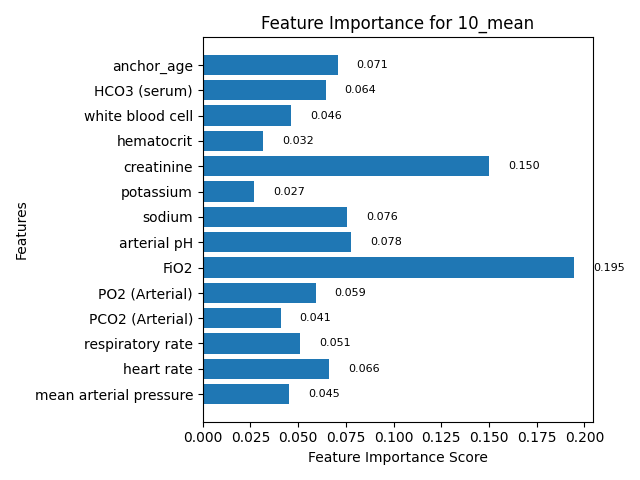 Feature Importance for 10_mean
anchor_age 0.071
HCO3 (serum) 0.064
white blood cell 0.046
hematocrit 0.032
creatinine 0.150
potassium 0.027
sodium 0.076
arterial pH 0.078
FiO2 0.195
PO2 (Arterial) 0.059
PCO2 (Arterial) 0.041
respiratory rate 0.051
heart rate 0.066
mean arterial pressure 0.045
Features
0.000 0.025 0.050 0.075 0.100 0.125 0.150 0.175 0.200
Feature Importance Score